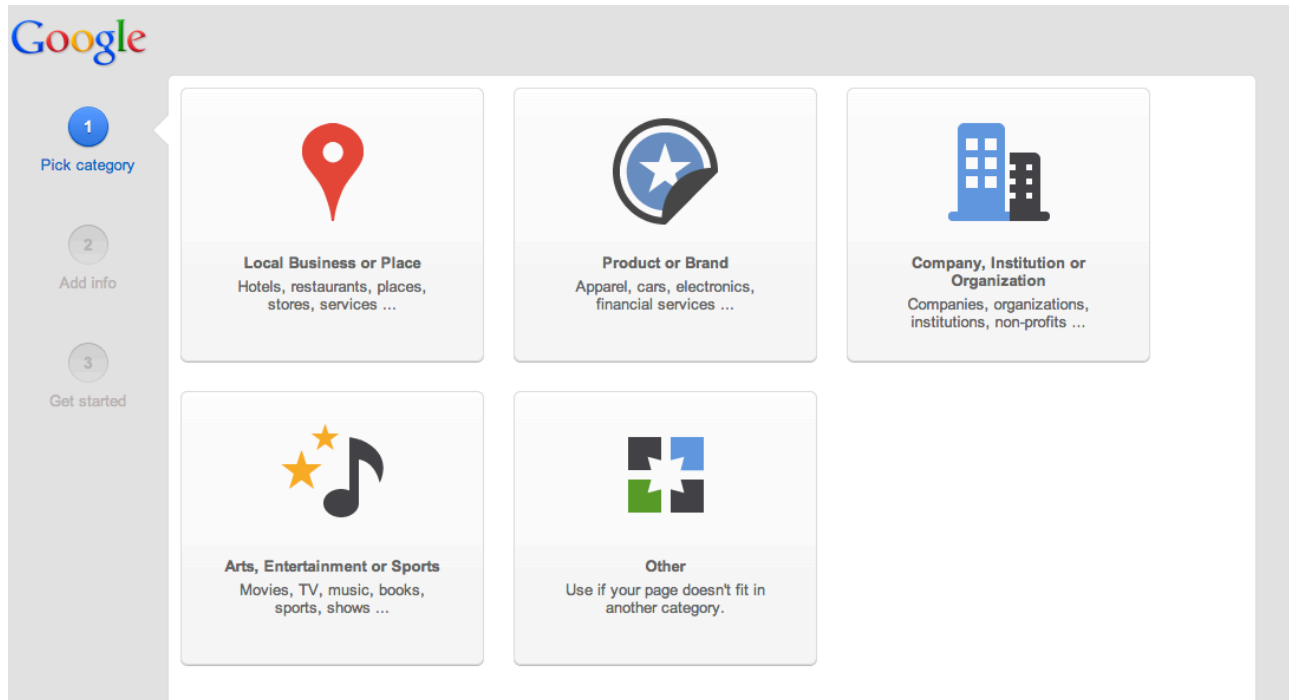 Google
1
Pick category
2
Add info
3
Get started
Local Business or Place
Hotels, restaurants, places,
stores, services ...
Product or Brand
Apparel, cars, electronics,
financial services ...
Company, Institution or
Organization
Companies, organizations,
institutions, non-profits ...
Arts, Entertainment or Sports
Movies, TV, music, books,
sports, shows ...
Other
Use if your page doesn't fit in
another category.